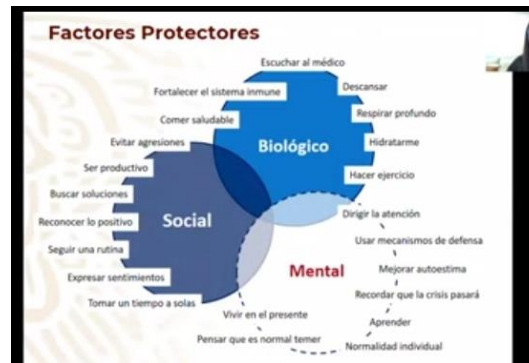 Factores Protectores
Escuchar al médico
Fortalecer el sistema inmune
Comer saludable
Descansar
Respirar profundo
Hidratarme
Hacer ejercicio
Biológico
Evitar agresiones
Ser productivo
Buscar soluciones
Reconocer lo positivo
Seguir una rutina
Expresar sentimientos
Tomar un tiempo a solas
Social
Dirigir la atención
Usar mecanismos de defensa
Mejorar autoestima
Recordar que la crisis pasará
Aprender
Normalidad individual
Mental
Vivir en el presente
Pensar que es normal temer